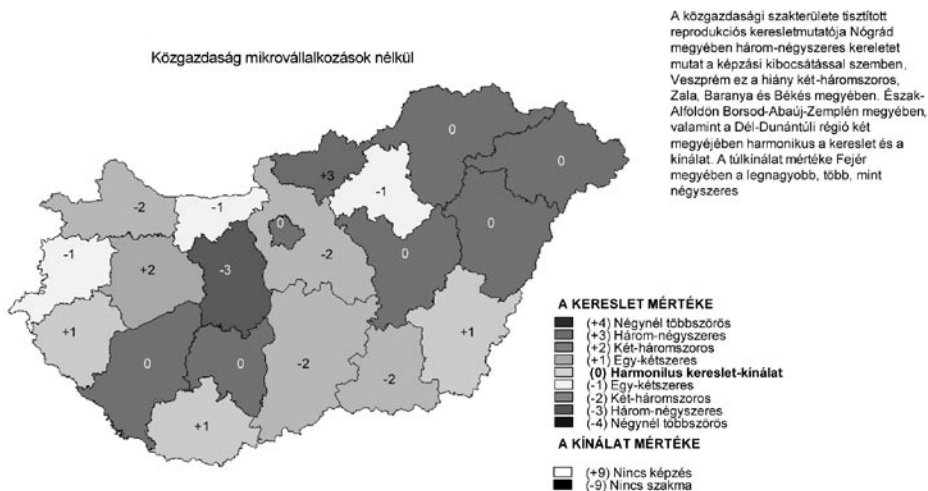 Közgazdaság mikrovállalkozások nélkül
A közgazdasági szakterülete tisztított
reprodukciós keresletmutatója Nógrád
megyében három-négyszeres kereletet
mutat a képzási kibocsátással szemben,
Veszprém ez a hiány két-háromszoros,
Zala, Baranya és Békés megyében. Észak-
Alföldön Borsod-Abaúj-Zemplén megyében,
valamint a Dél-Dunántúli régió két
megyéjében harmonikus a kereslet és a
kínálat. A túlkínálat mértéke Fejér
megyében a legnagyobb, több, mint
négyszeres
0
0
+3
-1
-2
-1
0
0
-1
+2
-3
-2
0
+1
+1
0
0
-2
-2
+1
A KERESLET MÉRTÉKE
(+4) Négynél többszörös
(+3) Három-négyszeres
(+2) Két-háromszoros
(+1) Egy-kétszeres
(0) Harmonilus kereslet-kínálat
(-1) Egy-kétszeres
(-2) Két-háromszoros
(-3) Három-négyszeres
(-4) Négynél többszörös
A KÍNÁLAT MÉRTÉKE
(+9) Nincs képzés
(-9) Nincs szakma